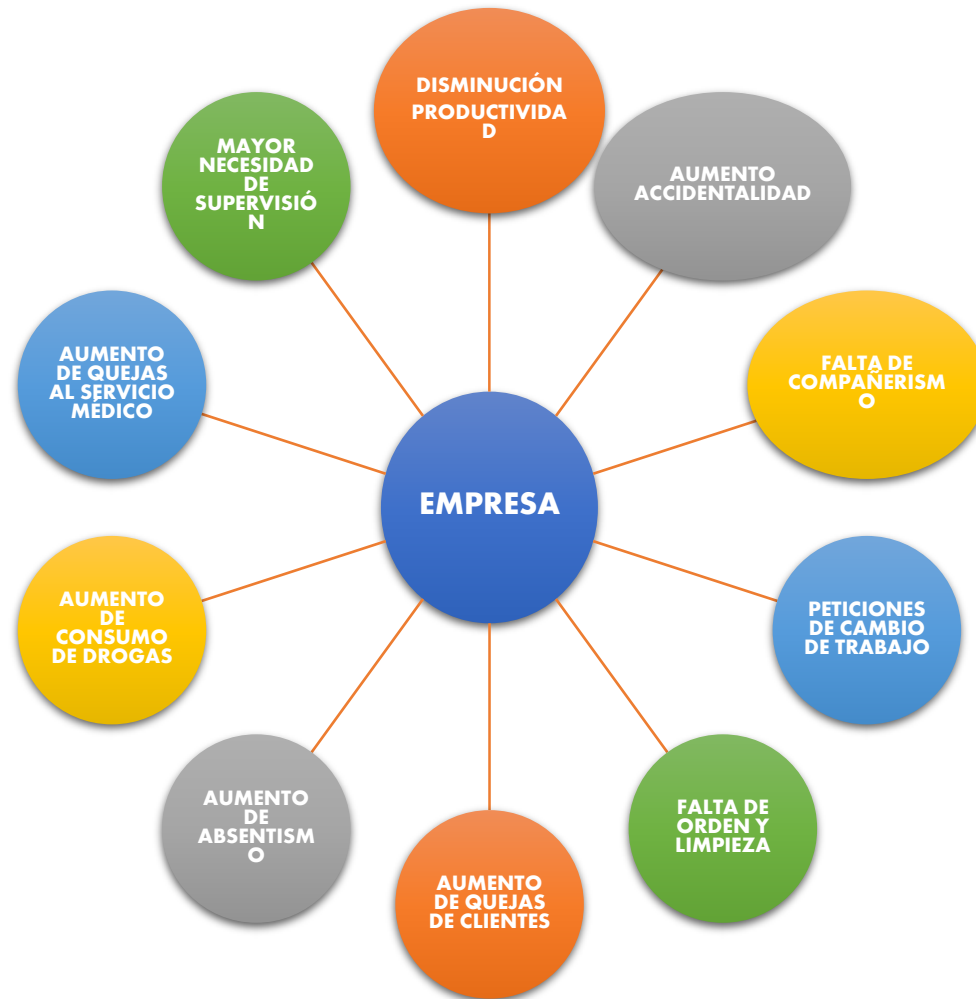 DISMINUCIÓN
PRODUCTIVIDA
D
AUMENTO
ACCIDENTALIDAD
FALTA DE
COMPAÑERISM
O
PETICIONES
DE CAMBIO
DE TRABAJO
FALTA DE
ORDEN Y
LIMPIEZA
AUMENTO
DE QUEJAS
DE CLIENTES
AUMENTO
DE
ABSENTISM
O
AUMENTO
DE
CONSUMO
DE DROGAS
AUMENTO
DE QUEJAS
AL SERVICIO
MÉDICO
MAYOR
NECESIDAD
DE
SUPERVISIÓ
N
EMPRESA